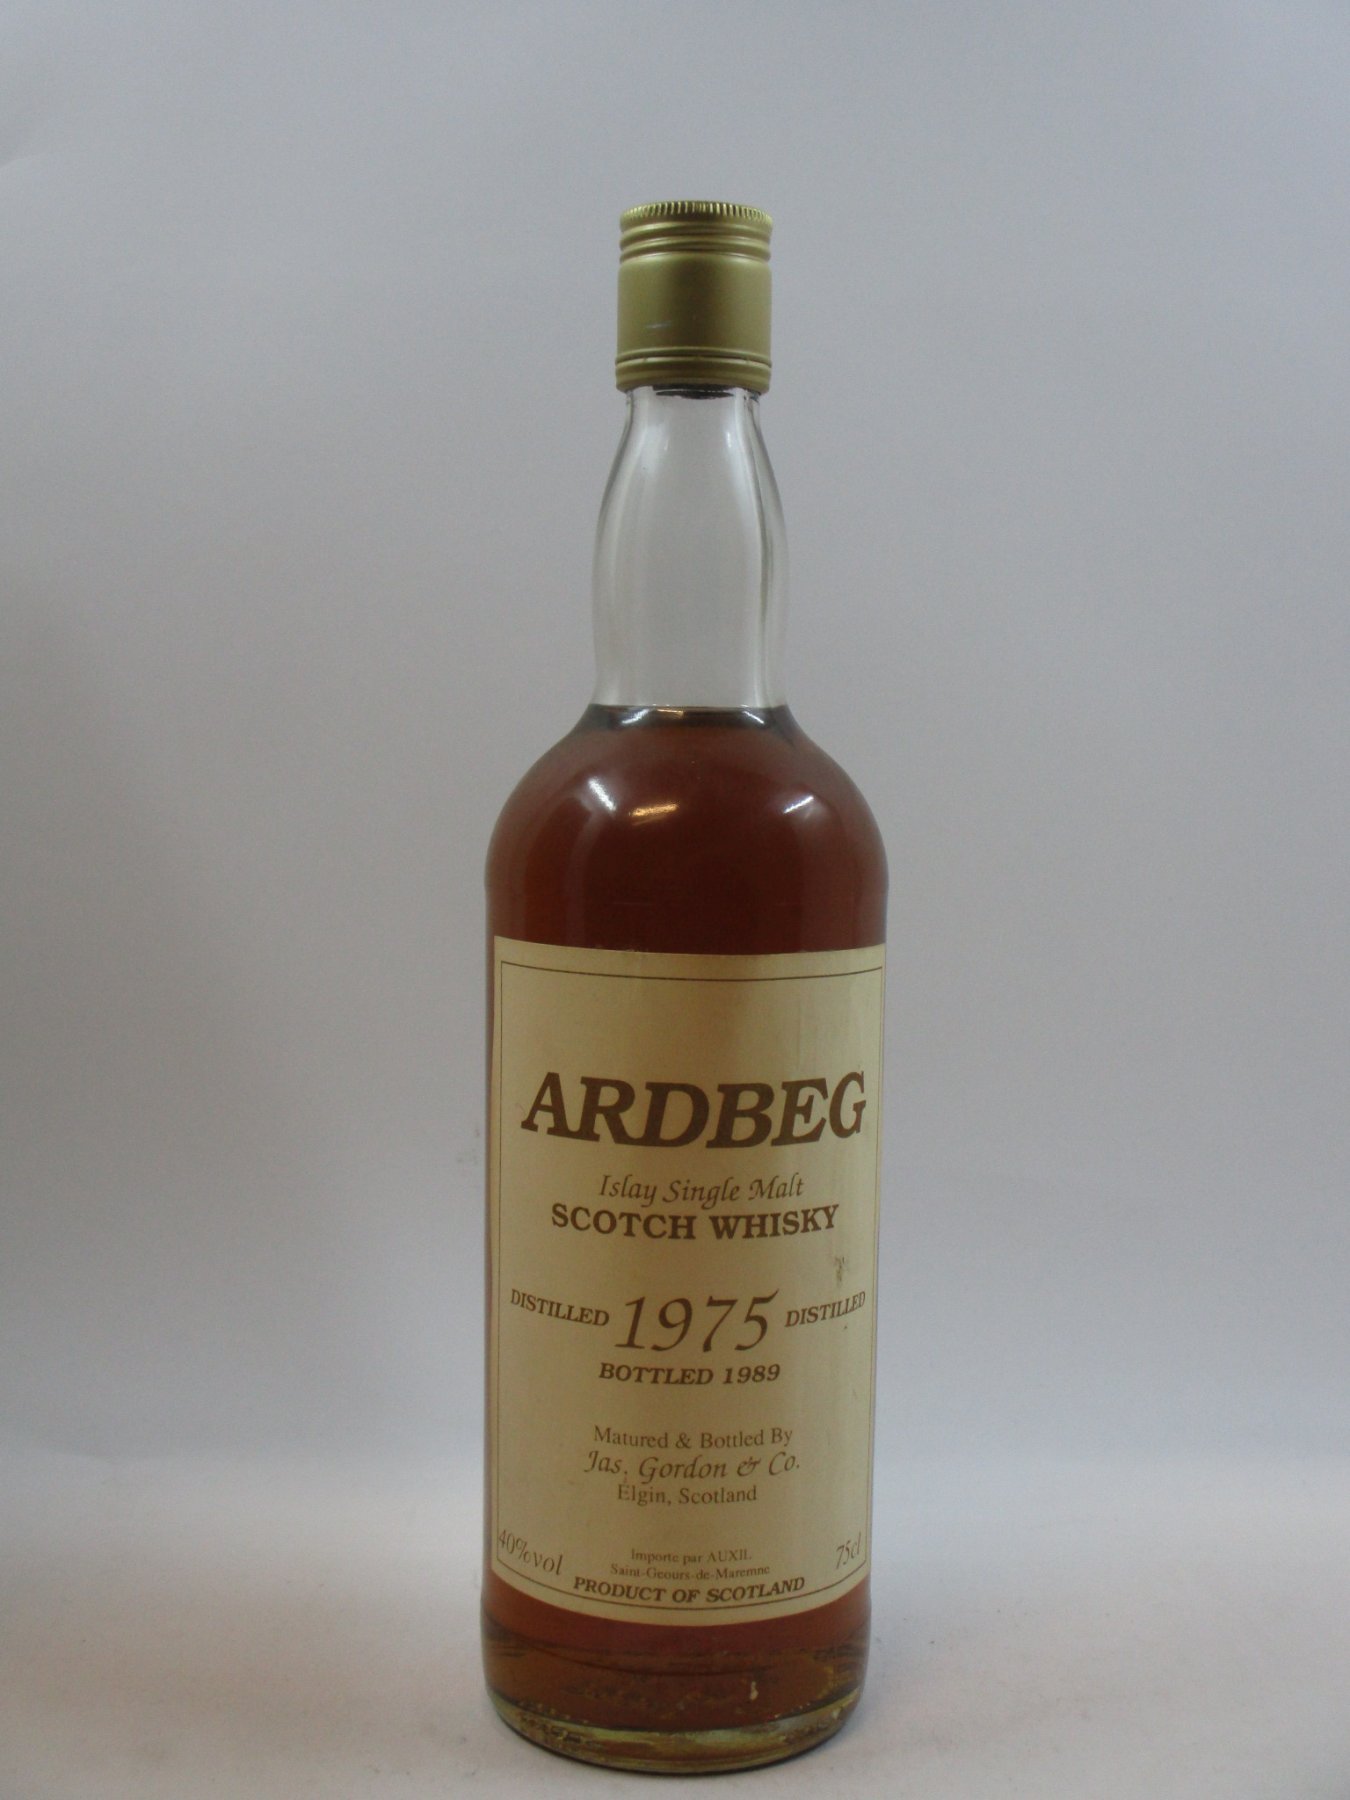 ARDBEG
Islay Single Malt
SCOTCH WHISKY
DISTILLED 1975 DISTILLED
BOTTLED 1989
Matured & Bottled By
Jas. Gordon & Co.
Elgin, Scotland
40%vol 75cl
Importe par AUXIL
Saint-Geours-de-Maremne
PRODUCT OF SCOTLAND